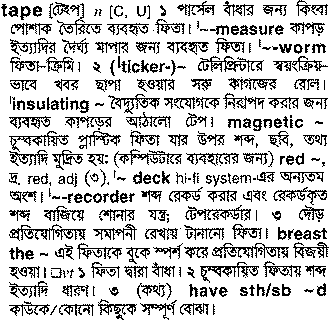 tape [টেইপ্] n [C, U] ১ পার্সেল বাঁধার জন্য কিংবা
পোশাক তৈরিতে ব্যবহৃত ফিতা। '~-measure কাপড়
ইত্যাদির দৈর্ঘ্য মাপার জন্য ব্যবহৃত ফিতা। '~-worm
ফিতা-ক্রিমি। ২ ('ticker-)~ টেলিপ্রিন্টারে স্বয়ংক্রিয়-
ভাবে খবর ছাপা হওয়ার সরু কাগজের রোল।
'insulating ~ বৈদ্যুতিক সংযোগকে নিরাপদ করার জন্য
ব্যবহৃত কাপড়ের আঠালো টেপ। magnetic ~
চুম্বকায়িত প্লাস্টিক ফিতা যার উপর শব্দ, ছবি, তথ্য
ইত্যাদি মুদ্রিত হয়: (কম্পিউটারে ব্যবহারের জন্য) red ~,
দ্র. red, adj (৩). '~ deck hi-fi system-এর অন্যতম
অংশ। '~-recorder শব্দ রেকর্ড করার এবং রেকর্ডকৃত
শব্দ বাজিয়ে শোনার যন্ত্র; টেপরেকর্ডার। ৩ দৌড়
প্রতিযোগিতায় সমাপনী রেখায় টানানো ফিতা। breast
the ~ এই ফিতাকে বুকে স্পর্শ করে প্রতিযোগিতায় বিজয়ী
হওয়া। □vt ১ ফিতা দ্বারা বাঁধা। ২ চুম্বকায়িত ফিতায় শব্দ
ইত্যাদি ধারণ। ৩ (কথ্য) have sth/sb ~d
কাউকে/কোনো কিছুকে সম্পূর্ণ বোঝা।